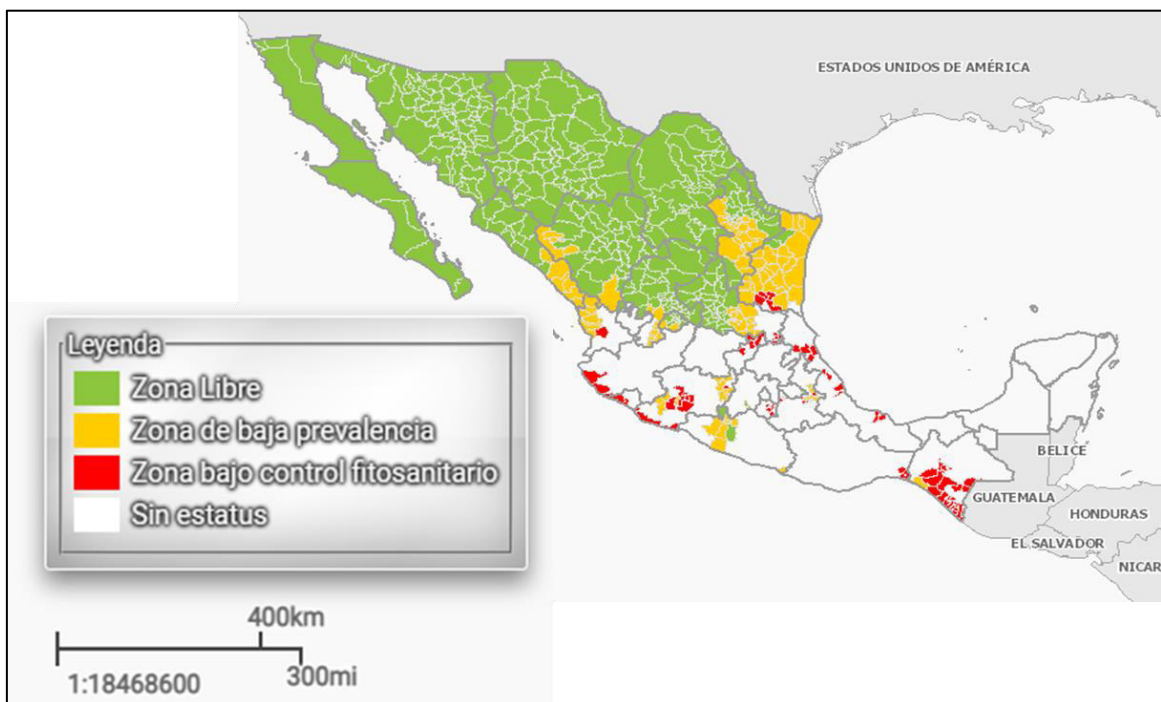 ESTADOS UNIDOS DE AMÉRICA
Leyenda
Zona Libre
Zona de baja prevalencia
Zona bajo control fitosanitario
Sin estatus
BELICE
GUATEMALA
HONDURAS
EL SALVADOR
NICAR
400km
300mi
1:18468600